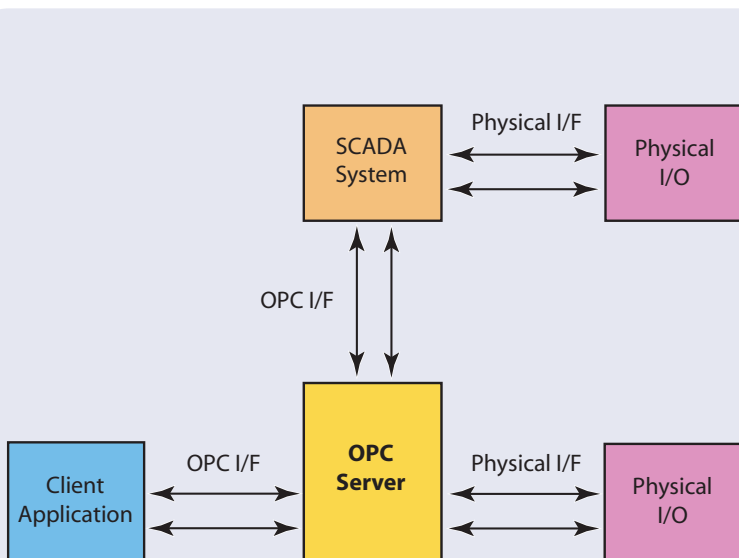 SCADA
System
Physical I/F
Physical
I/O
OPC I/F
Client
Application
OPC I/F
OPC
Server
Physical I/F
Physical
I/O